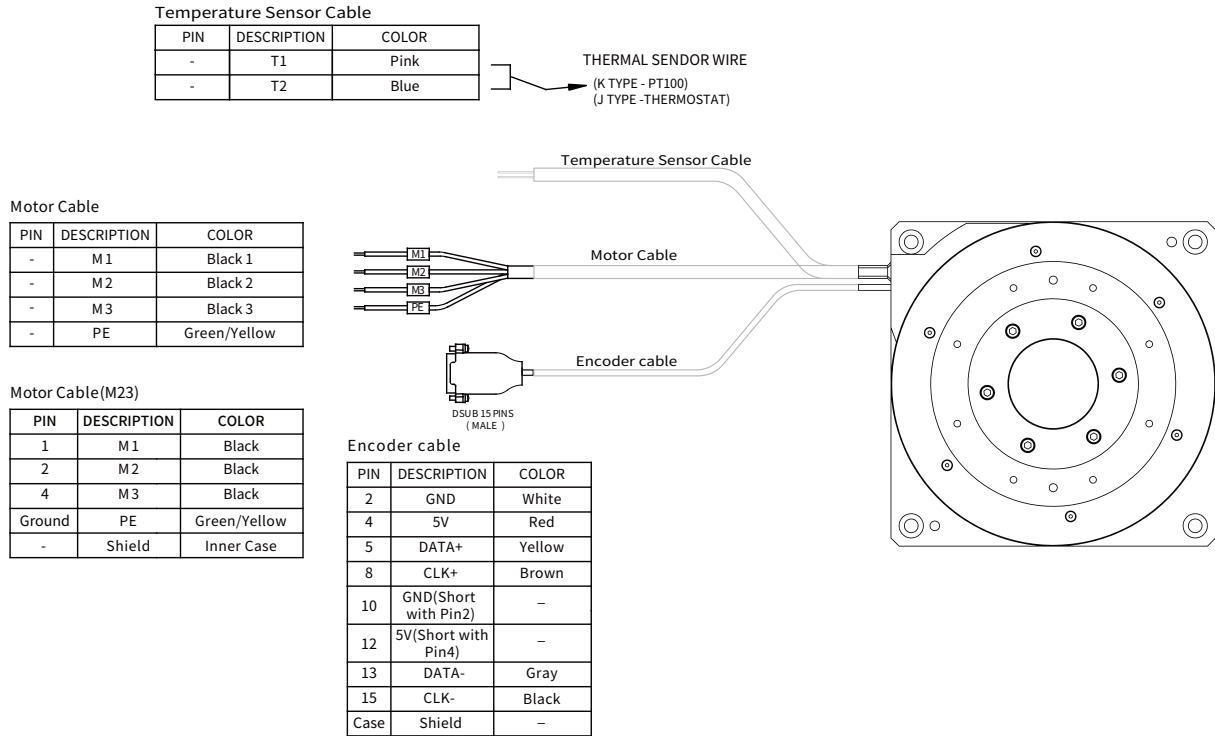 Temperature Sensor Cable
PIN DESCRIPTION COLOR
- T1 Pink
- T2 Blue
THERMAL SENDOR WIRE
(K TYPE - PT100)
(J TYPE -THERMOSTAT)
Temperature Sensor Cable
Motor Cable
PIN DESCRIPTION COLOR
- M1 Black 1
- M2 Black 2
- M3 Black 3
- PE Green/Yellow
M1
M2
M3
PE
Motor Cable
Encoder cable
DSUB 15 PINS
( MALE )
Motor Cable(M23)
PIN DESCRIPTION COLOR
1 M1 Black
2 M2 Black
4 M3 Black
Ground PE Green/Yellow
- Shield Inner Case
Encoder cable
PIN DESCRIPTION COLOR
2 GND White
4 5V Red
5 DATA+ Yellow
8 CLK+ Brown
10 GND(Short
with Pin2) –
12 5V(Short with
Pin4) –
13 DATA- Gray
15 CLK- Black
Case Shield –